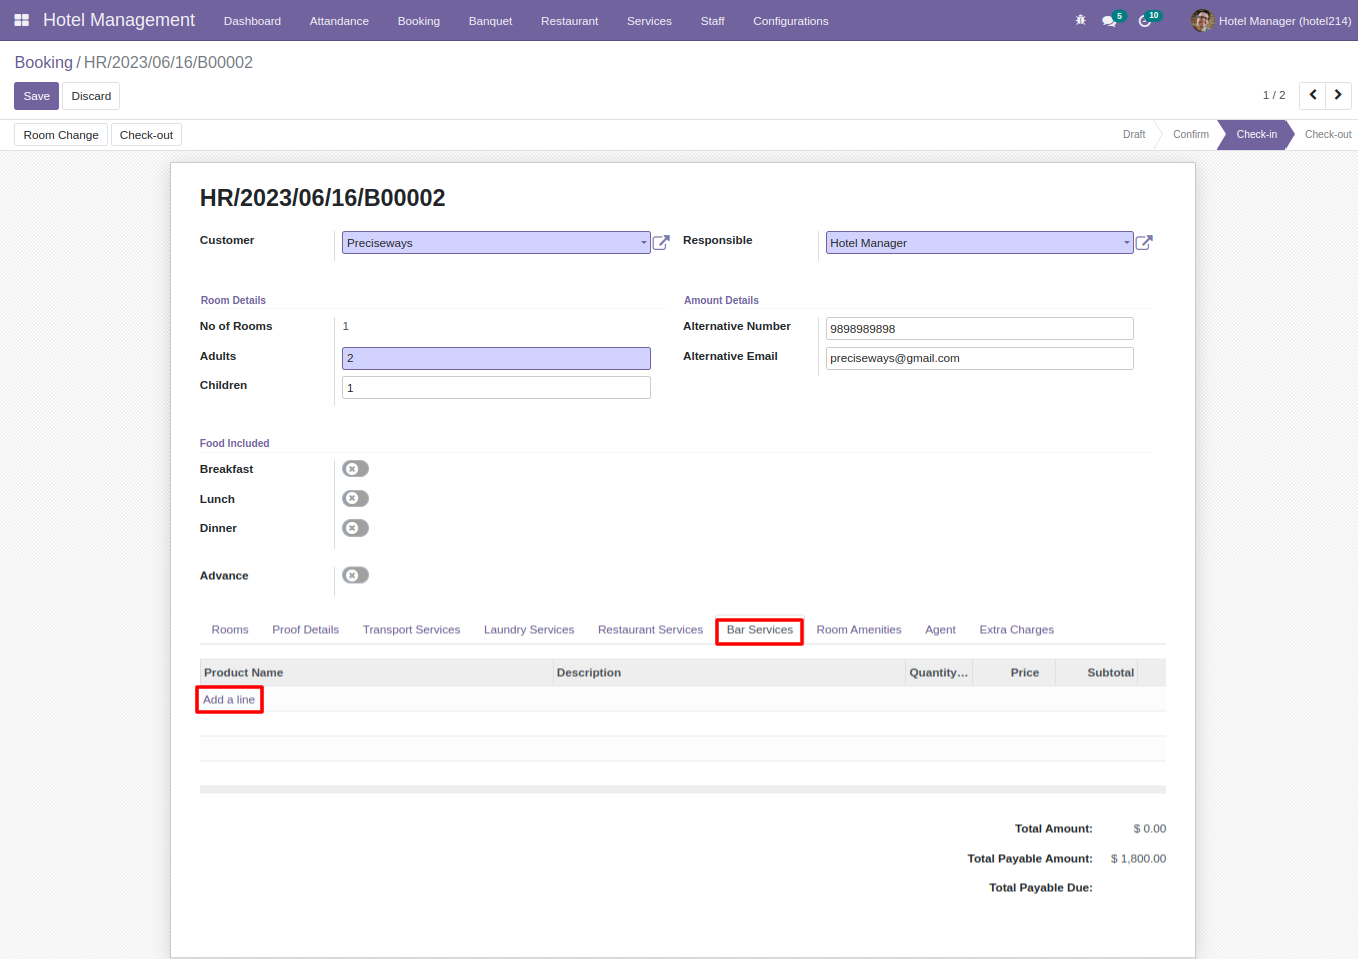 Hotel Management Dashboard Attandance Booking Banquet Restaurant Services Staff Configurations 5 10 Hotel Manager (hotel214)
Booking / HR/2023/06/16/B00002
Save Discard 1 / 2
Room Change Check-out Draft Confirm Check-in Check-out
HR/2023/06/16/B00002
Customer Preciseways Responsible Hotel Manager
Room Details Amount Details
No of Rooms 1 Alternative Number 9898989898
Adults 2 Alternative Email preciseways@gmail.com
Children 1
Food Included
Breakfast
Lunch
Dinner
Advance
Rooms Proof Details Transport Services Laundry Services Restaurant Services Bar Services Room Amenities Agent Extra Charges
Product Name Description Quantity... Price Subtotal
Add a line
Total Amount: $ 0.00
Total Payable Amount: $ 1,800.00
Total Payable Due: